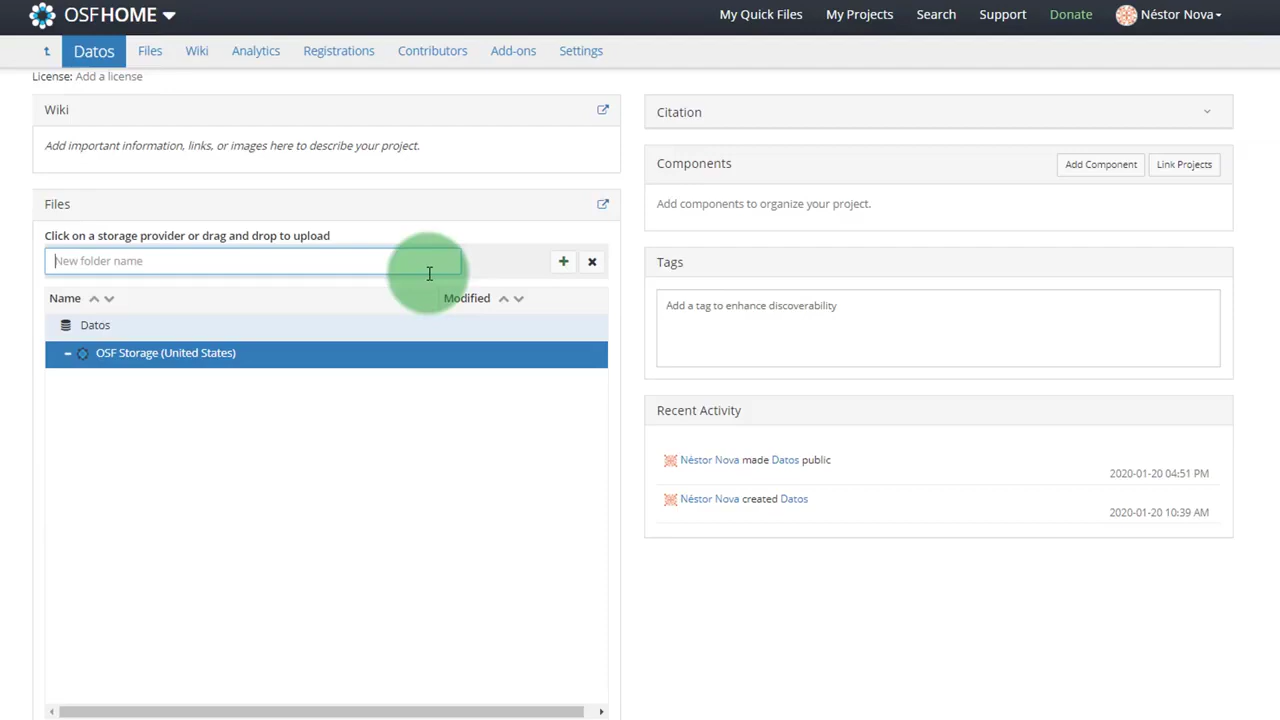 OSFHOME
My Quick Files
My Projects
Search
Support
Donate
Néstor Nova
Datos
Files
Wiki
Analytics
Registrations
Contributors
Add-ons
Settings
License: Add a license
Wiki
Add important information, links, or images here to describe your project.
Files
Click on a storage provider or drag and drop to upload
New folder name
Name
Modified
Datos
OSF Storage (United States)
Citation
Components
Add Component
Link Projects
Add components to organize your project.
Tags
Add a tag to enhance discoverability
Recent Activity
Néstor Nova made Datos public
2020-01-20 04:51 PM
Néstor Nova created Datos
2020-01-20 10:39 AM